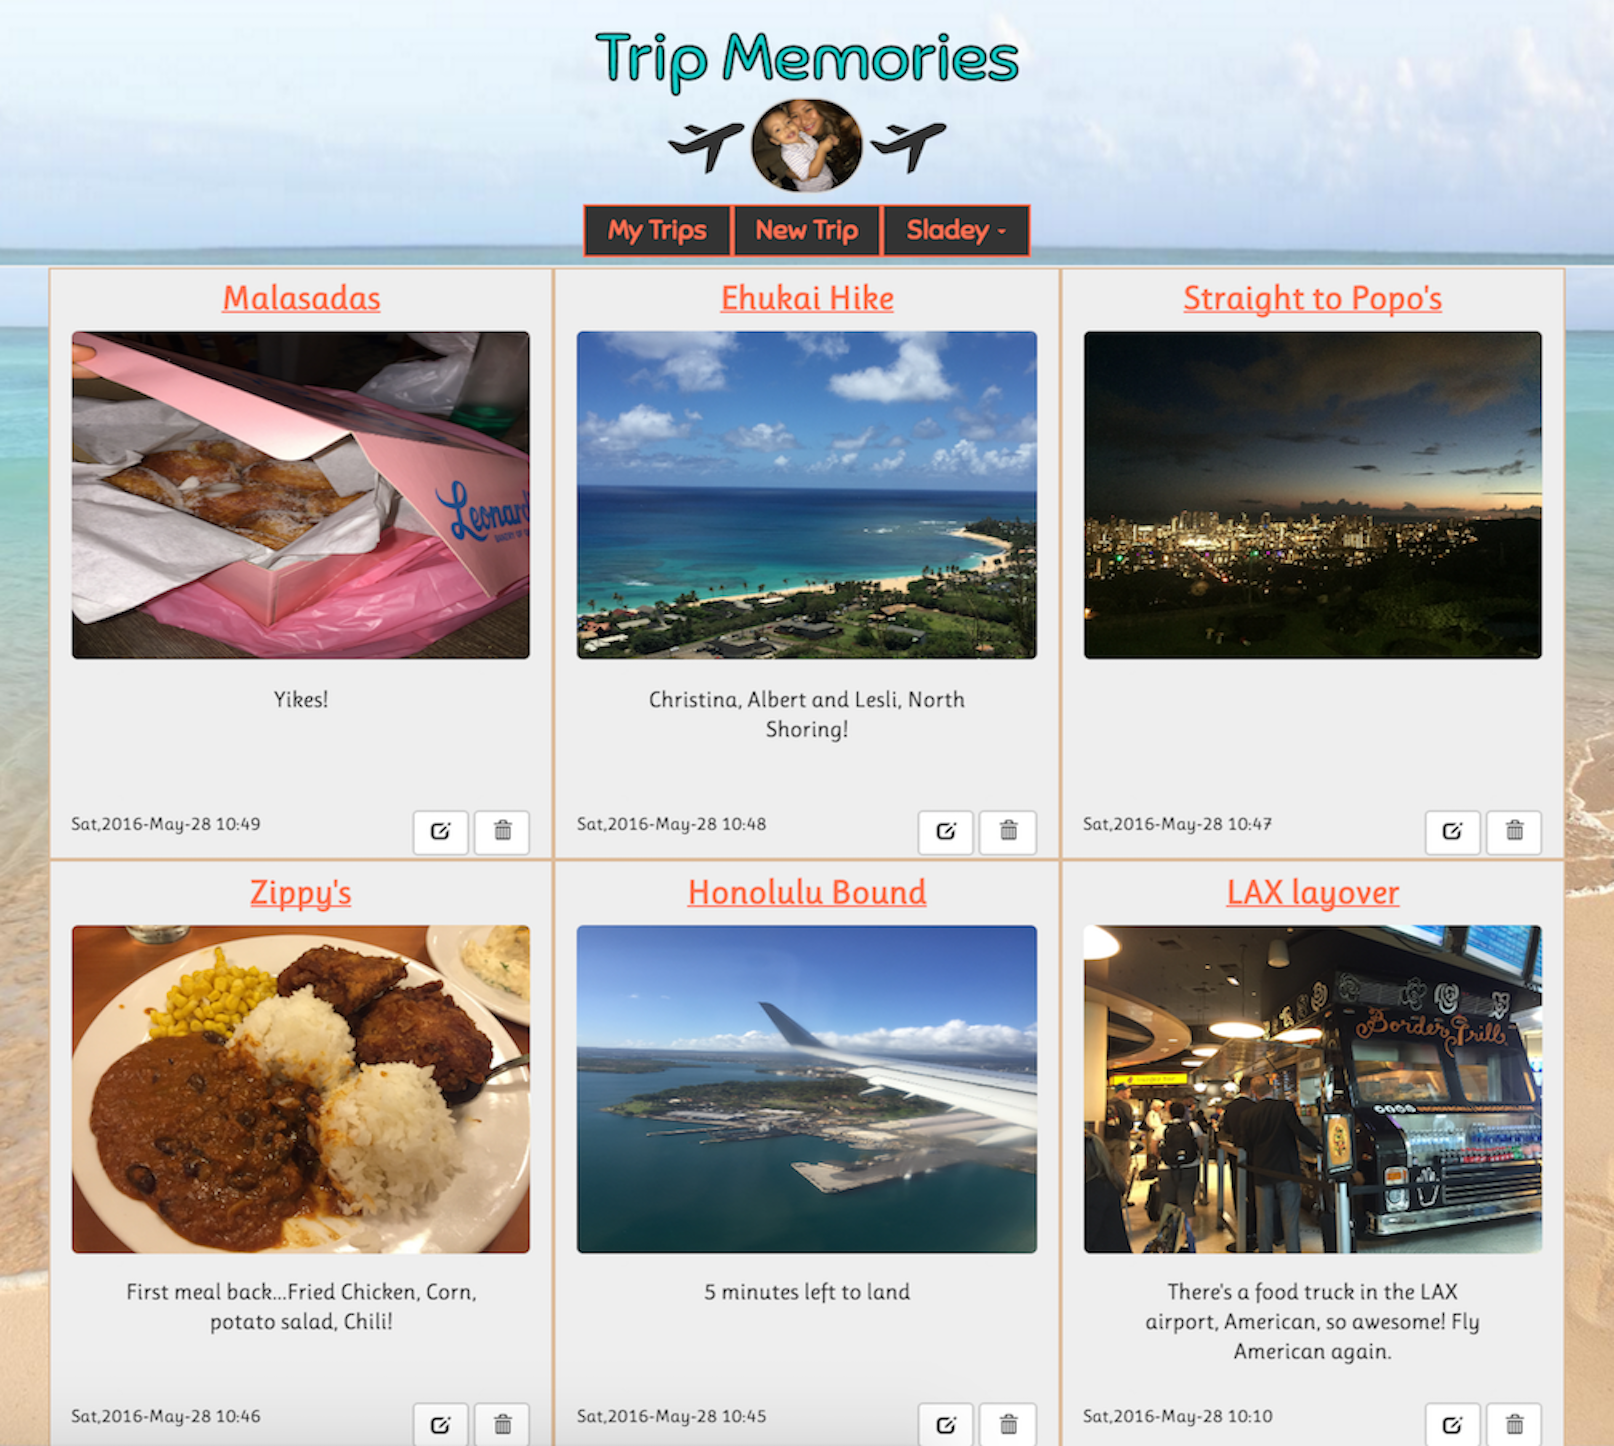 Trip Memories
My Trips New Trip Sladey
Malasadas
Leonard
Yikes!
Sat,2016-May-28 10:49
Ehukai Hike
Christina, Albert and Lesli, North
Shoring!
Sat,2016-May-28 10:48
Straight to Popo's
Sat,2016-May-28 10:47
Zippy's
First meal back...Fried Chicken, Corn,
potato salad, Chili!
Sat,2016-May-28 10:46
Honolulu Bound
5 minutes left to land
Sat,2016-May-28 10:45
LAX layover
Border Grill
There's a food truck in the LAX
airport, American, so awesome! Fly
American again.
Sat,2016-May-28 10:10